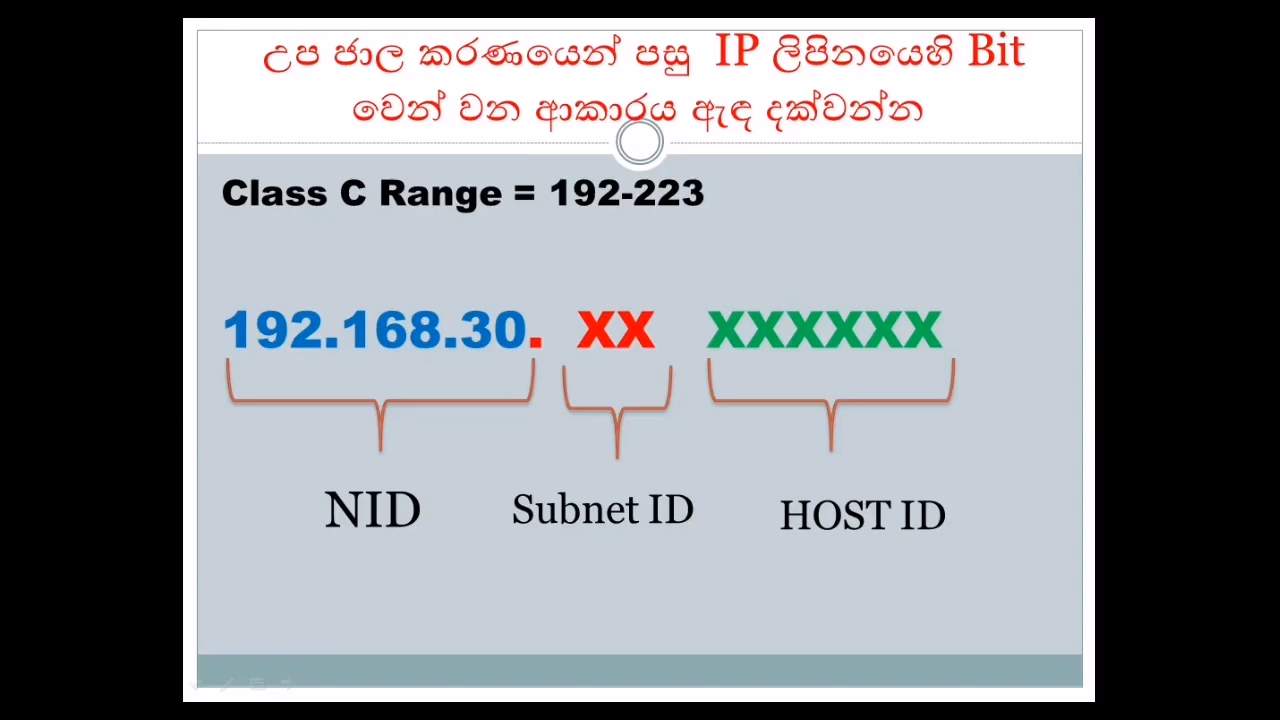 උප ජාල කරණයෙන් පසු IP ලිපිනයෙහි Bit
වෙන් වන ආකාරය ඇඳ දක්වන්න
Class C Range = 192-223
192.168.30. XX XXXXXX
NID Subnet ID HOST ID